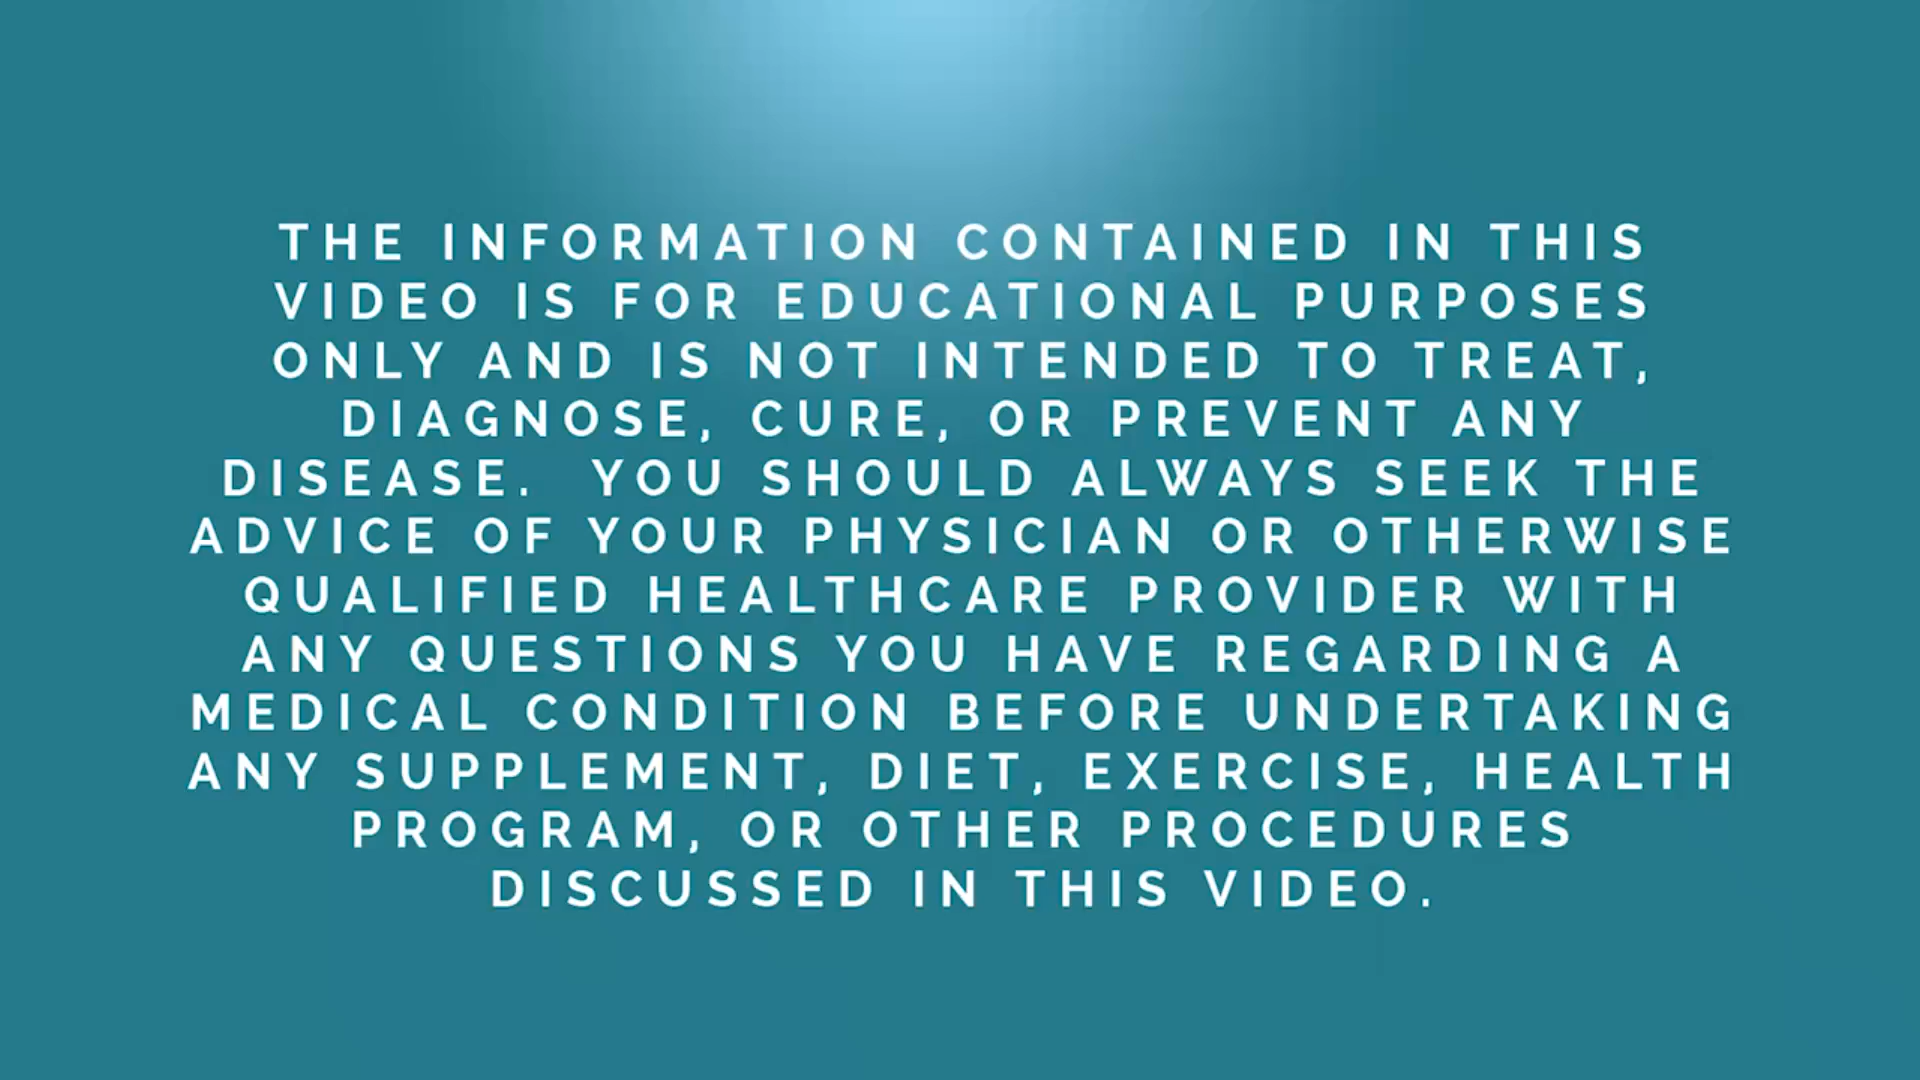 THE INFORMATION CONTAINED IN THIS
VIDEO IS FOR EDUCATIONAL PURPOSES
ONLY AND IS NOT INTENDED TO TREAT,
DIAGNOSE, CURE, OR PREVENT ANY
DISEASE. YOU SHOULD ALWAYS SEEK THE
ADVICE OF YOUR PHYSICIAN OR OTHERWISE
QUALIFIED HEALTHCARE PROVIDER WITH
ANY QUESTIONS YOU HAVE REGARDING A
MEDICAL CONDITION BEFORE UNDERTAKING
ANY SUPPLEMENT, DIET, EXERCISE, HEALTH
PROGRAM, OR OTHER PROCEDURES
DISCUSSED IN THIS VIDEO.